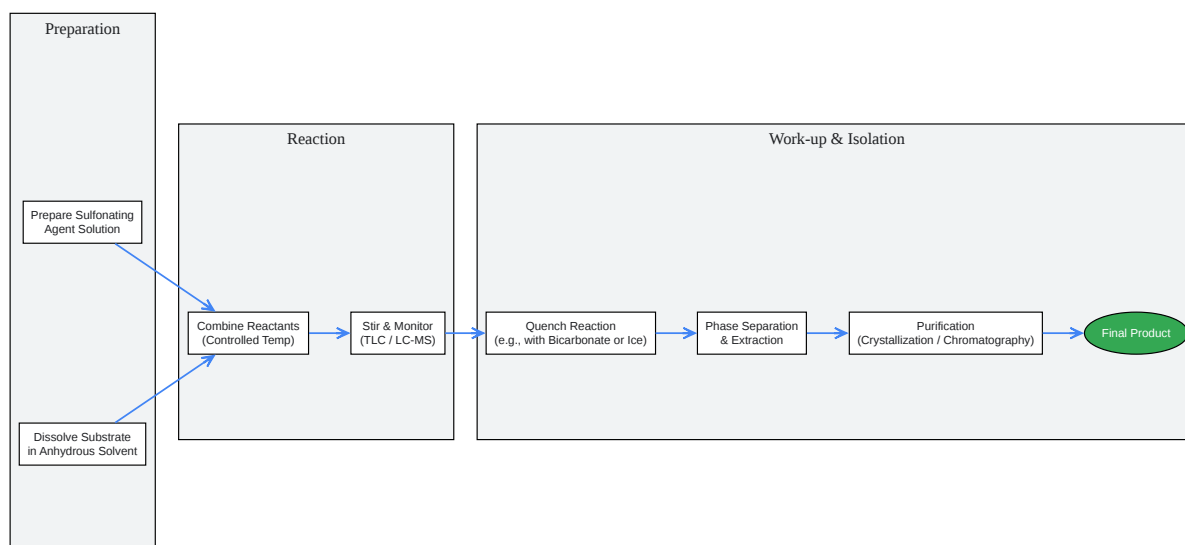 Preparation
Prepare Sulfonating
Agent Solution
Dissolve Substrate
in Anhydrous Solvent
Reaction
Combine Reactants
(Controlled Temp)
Stir & Monitor
(TLC / LC-MS)
Work-up & Isolation
Quench Reaction
(e.g., with Bicarbonate or Ice)
Phase Separation
& Extraction
Purification
(Crystallization / Chromatography)
Final Product